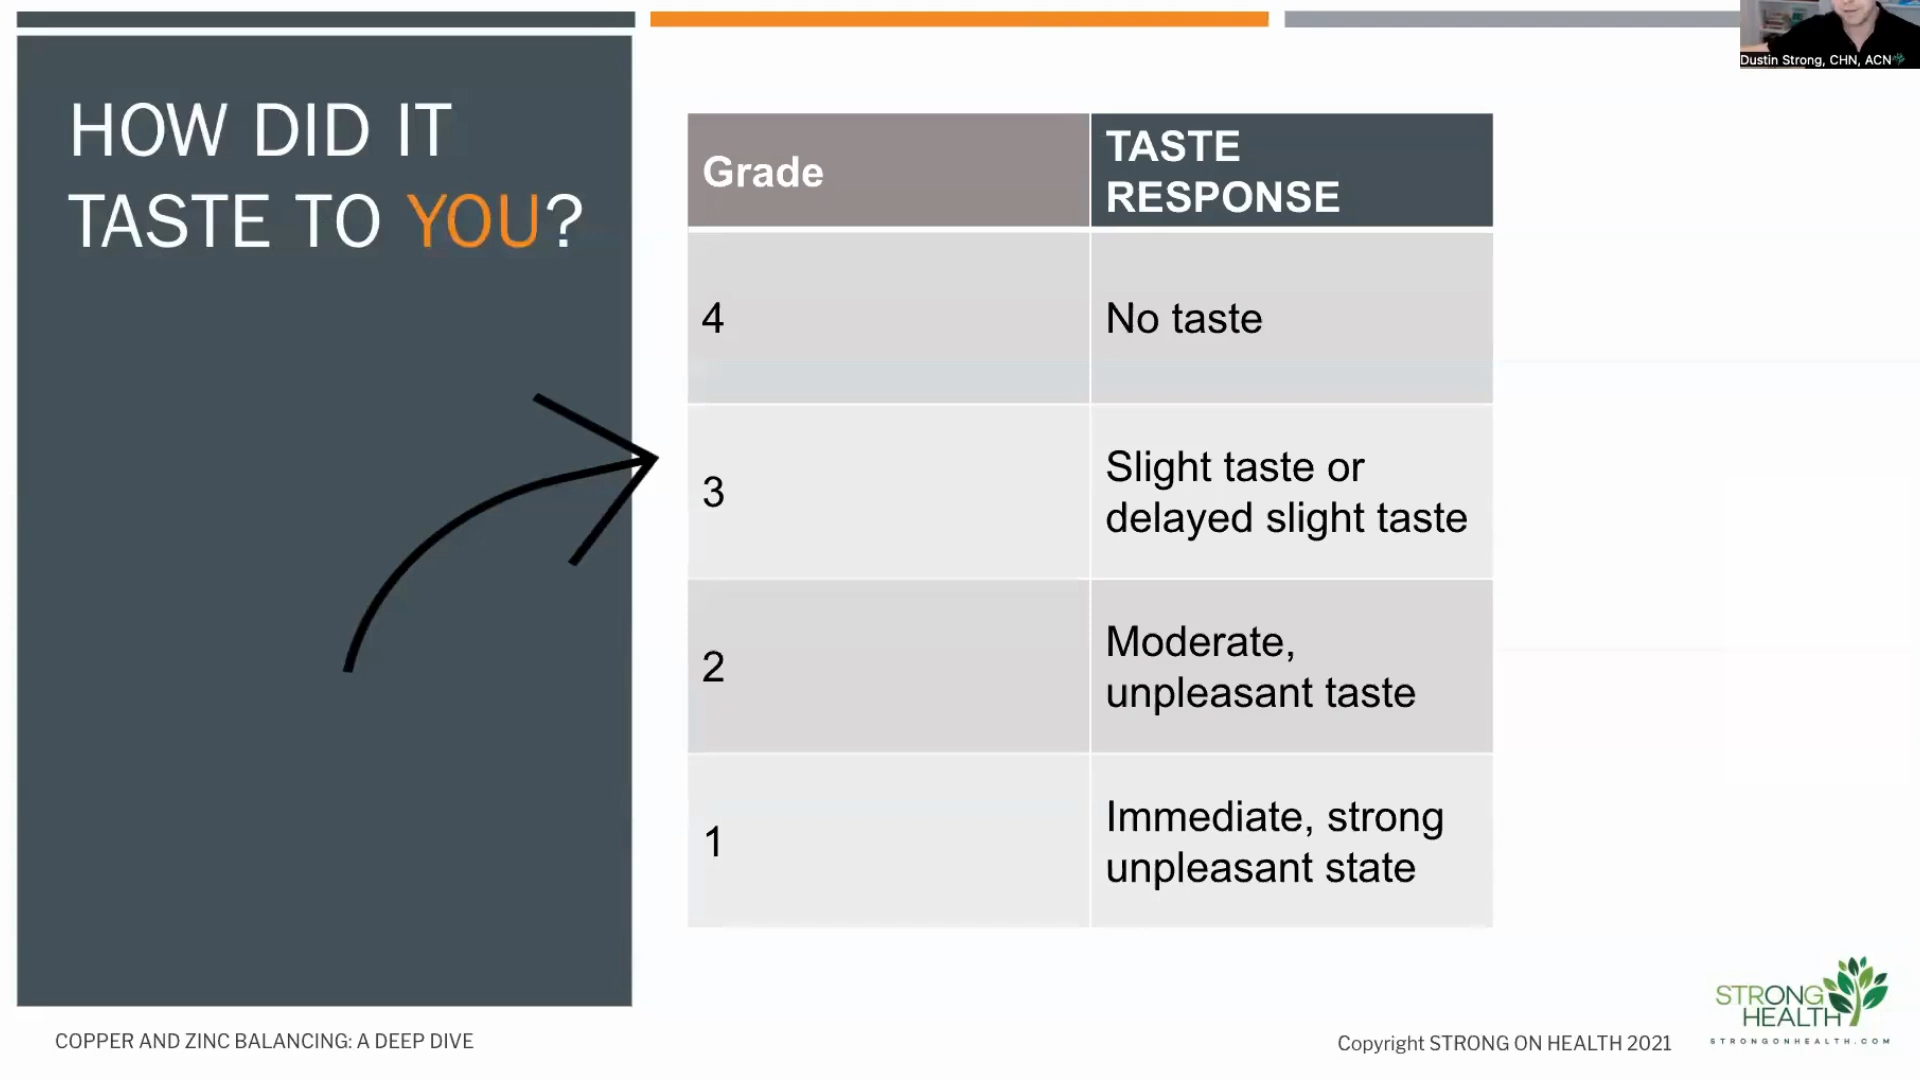 Dustin Strong, CHN, ACN
HOW DID IT
TASTE TO YOU?
Grade
TASTE
RESPONSE
4
No taste
3
Slight taste or
delayed slight taste
2
Moderate,
unpleasant taste
1
Immediate, strong
unpleasant state
COPPER AND ZINC BALANCING: A DEEP DIVE
Copyright STRONG ON HEALTH 2021
STRONG
HEALTH
STRONGONHEALTH.COM